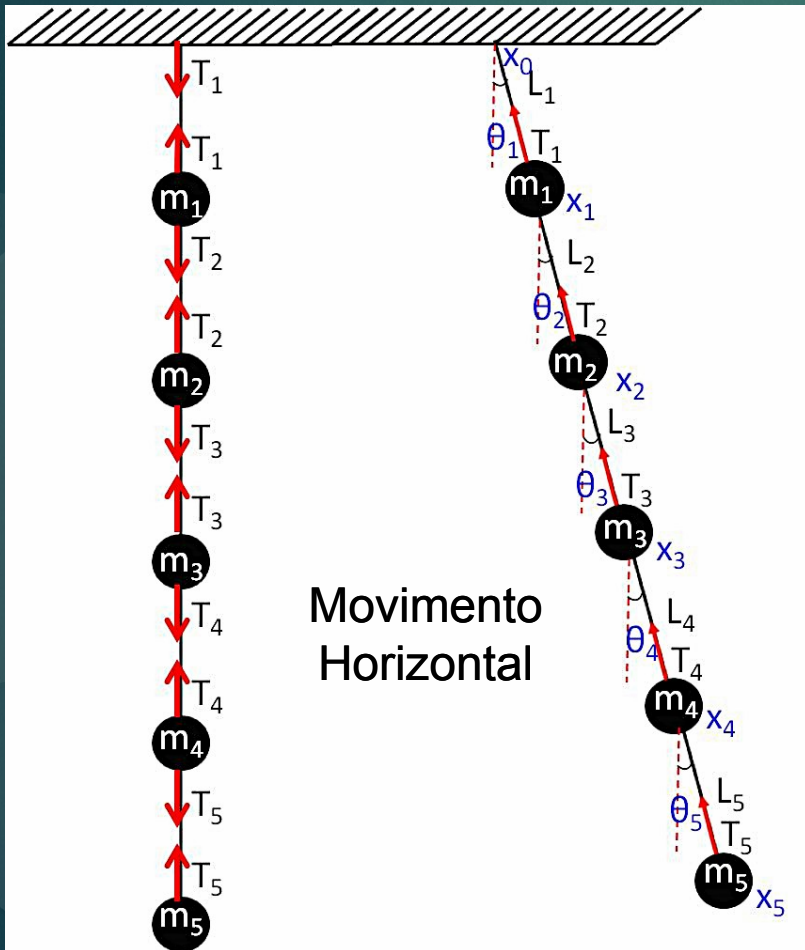 T₁
T₁
m₁
T₂
T₂
m₂
T₃
T₃
m₃
T₄
T₄
m₄
T₅
T₅
m₅
Movimento
Horizontal
x₀
L₁
θ₁
T₁
m₁
x₁
L₂
θ₂
T₂
m₂
x₂
L₃
θ₃
T₃
m₃
x₃
L₄
θ₄
T₄
m₄
x₄
L₅
θ₅
T₅
m₅
x₅